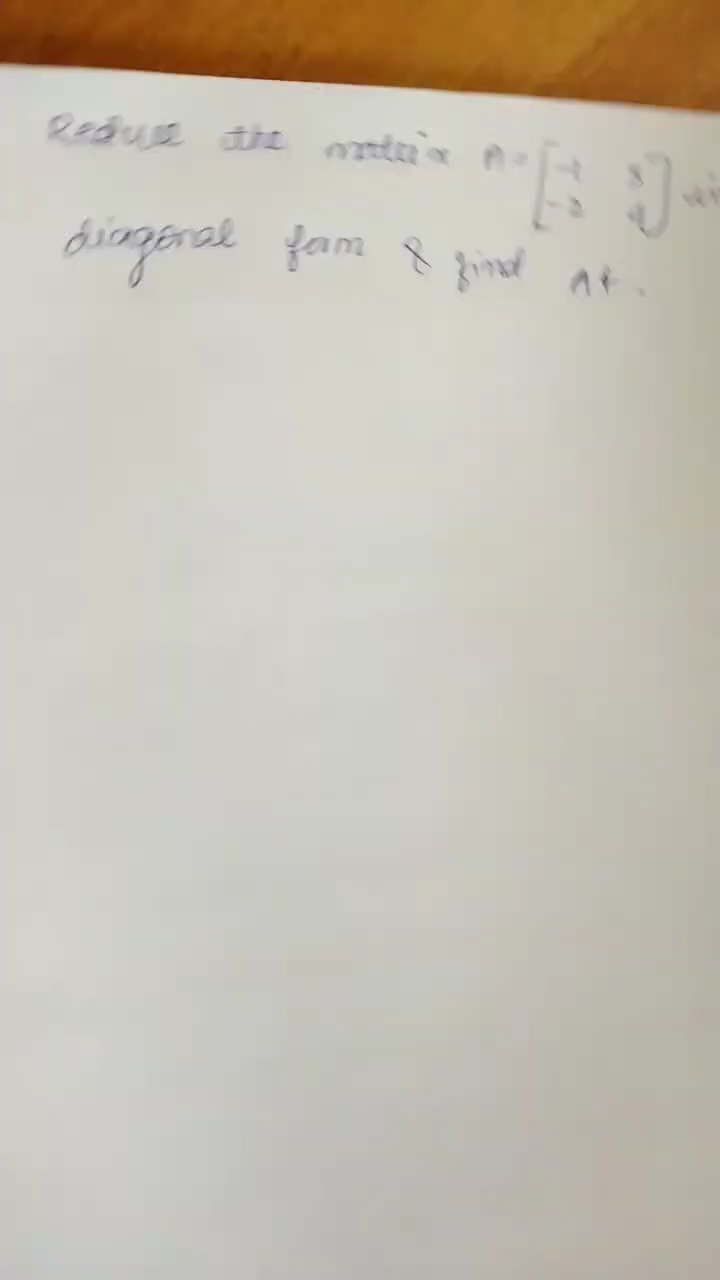 Reduce the matrix A = [-1 3
-2 4]
diagonal form & find A4.